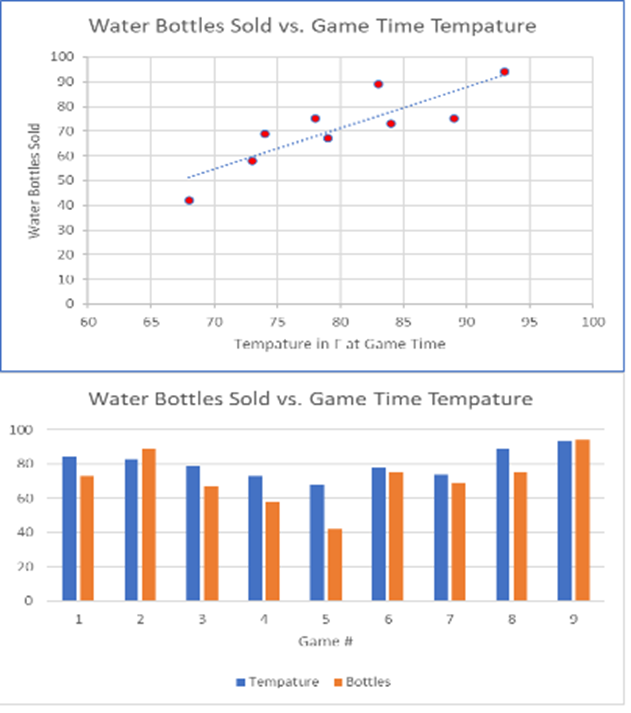 Water Bottles Sold vs. Game Time Tempature
100
90
80
70
60
50
40
30
20
10
0
Water Bottles Sold
60 65 70 75 80 85 90 95 100
Tempature in F at Game Time
Water Bottles Sold vs. Game Time Tempature
100
80
60
40
20
0
1 2 3 4 5 6 7 8 9
Game #
Tempature Bottles